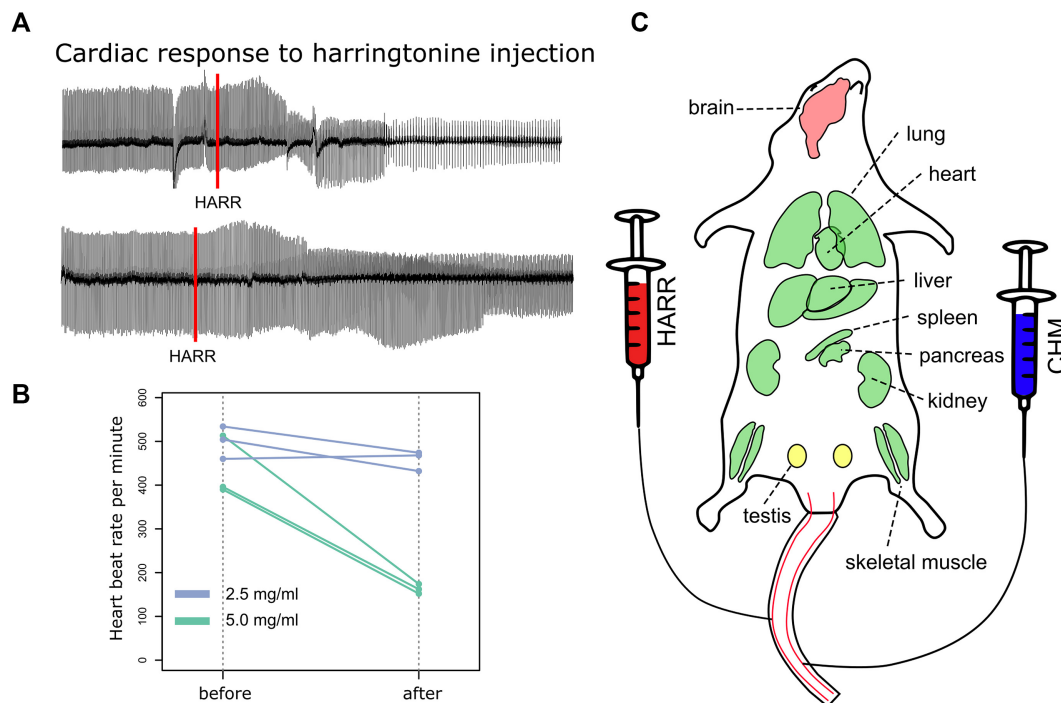 A
Cardiac response to harringtonine injection
HARR
HARR
B
Heart beat rate per minute
600
500
400
300
200
100
0
2.5 mg/ml
5.0 mg/ml
before
after
C
brain
lung
heart
HARR
liver
spleen
pancreas
CHM
kidney
testis
skeletal muscle